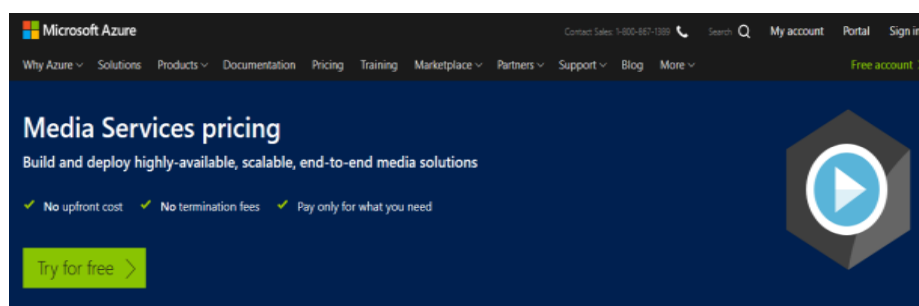 Microsoft Azure
Contact Sales: 1-800-867-1389 Search My account Portal Sign in
Why Azure Solutions Products Documentation Pricing Training Marketplace Partners Support Blog More Free account
Media Services pricing
Build and deploy highly-available, scalable, end-to-end media solutions
No upfront cost No termination fees Pay only for what you need
Try for free